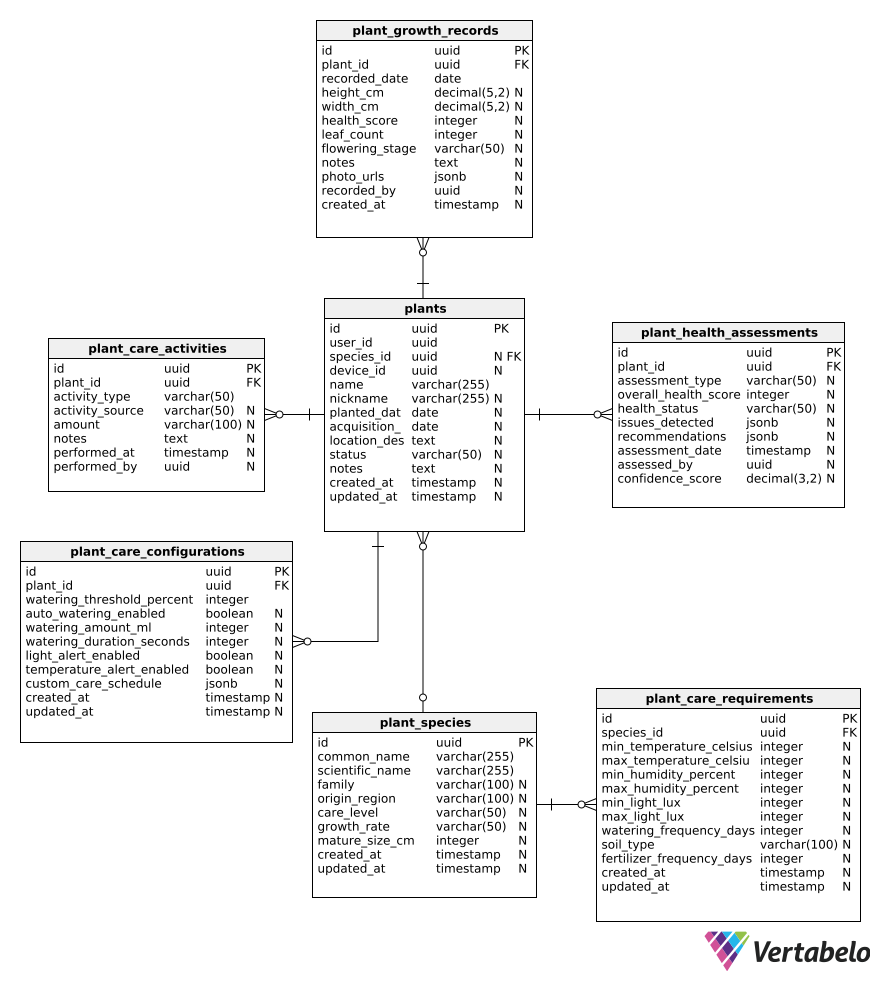 plant_growth_records
id uuid PK
plant_id uuid FK
recorded_date date
height_cm decimal(5,2) N
width_cm decimal(5,2) N
health_score integer N
leaf_count integer N
flowering_stage varchar(50) N
notes text N
photo_urls jsonb N
recorded_by uuid N
created_at timestamp N
plants
id uuid PK
user_id uuid
species_id uuid N FK
device_id uuid N
name varchar(255)
nickname varchar(255) N
planted_dat date N
acquisition_ date N
location_des text N
status varchar(50) N
notes text N
created_at timestamp N
updated_at timestamp N
plant_care_activities
id uuid PK
plant_id uuid FK
activity_type varchar(50)
activity_source varchar(50) N
amount varchar(100) N
notes text N
performed_at timestamp N
performed_by uuid N
plant_health_assessments
id uuid PK
plant_id uuid FK
assessment_type varchar(50) N
overall_health_score integer N
health_status varchar(50) N
issues_detected jsonb N
recommendations jsonb N
assessment_date timestamp N
assessed_by uuid N
confidence_score decimal(3,2) N
plant_care_configurations
id uuid PK
plant_id uuid FK
watering_threshold_percent integer
auto_watering_enabled boolean N
watering_amount_ml integer N
watering_duration_seconds integer N
light_alert_enabled boolean N
temperature_alert_enabled boolean N
custom_care_schedule jsonb N
created_at timestamp N
updated_at timestamp N
plant_species
id uuid PK
common_name varchar(255)
scientific_name varchar(255)
family varchar(100) N
origin_region varchar(100) N
care_level varchar(50) N
growth_rate varchar(50) N
mature_size_cm integer N
created_at timestamp N
updated_at timestamp N
plant_care_requirements
id uuid PK
species_id uuid FK
min_temperature_celsius integer N
max_temperature_celsiu integer N
min_humidity_percent integer N
max_humidity_percent integer N
min_light_lux integer N
max_light_lux integer N
watering_frequency_days integer N
soil_type varchar(100) N
fertilizer_frequency_days integer N
created_at timestamp N
updated_at timestamp N
Vertabelo